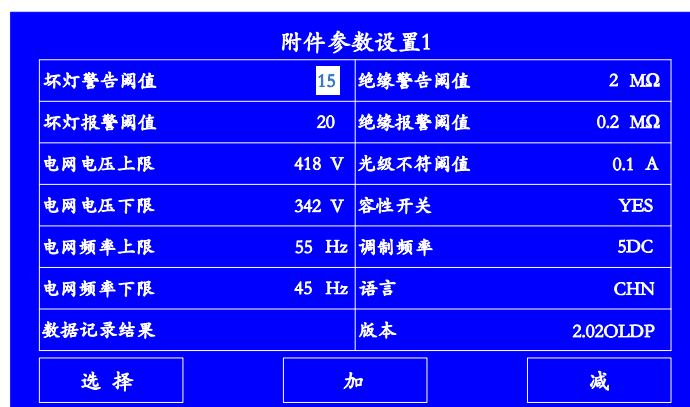 附件参数设置1
坏灯警告阈值 15 绝缘警告阈值 2 MΩ
坏灯报警阈值 20 绝缘报警阈值 0.2 MΩ
电网电压上限 418 V 光级不符阈值 0.1 A
电网电压下限 342 V 容性开关 YES
电网频率上限 55 Hz 调制频率 5DC
电网频率下限 45 Hz 语言 CHN
数据记录结果 版本 2.02OLDP
选 择 加 减